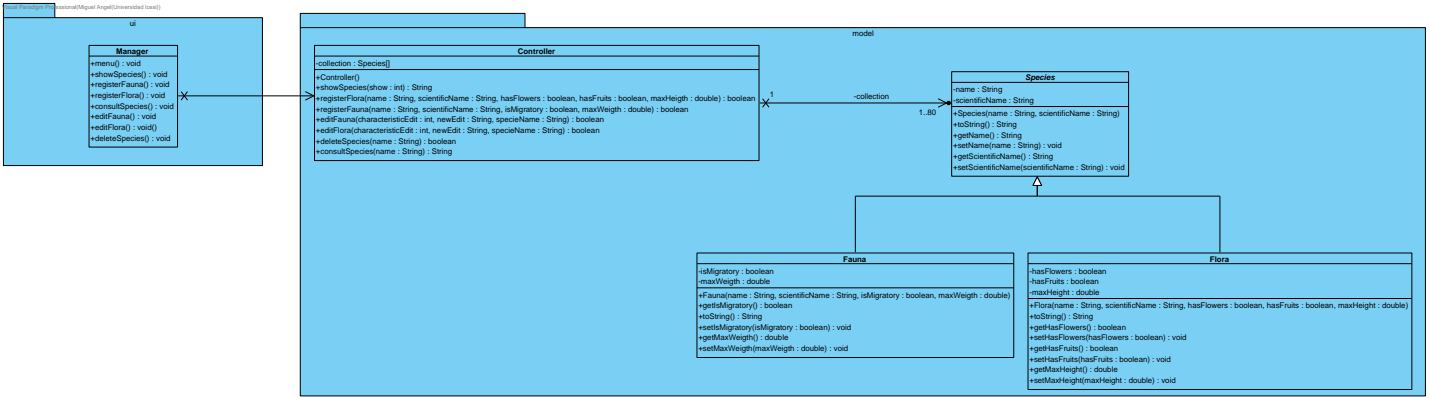 Visual Paradigm Professional(Miguel Angel(Universidad Icesi))
ui
Manager
+menu() : void
+showSpecies() : void
+registerFauna() : void
+registerFlora() : void
+consultSpecies() : void
+editFauna() : void
+editFlora() : void()
+deleteSpecies() : void
model
Controller
-collection : Species[]
+Controller()
+showSpecies(show : int) : String
+registerFlora(name : String, scientificName : String, hasFlowers : boolean, hasFruits : boolean, maxHeigth : double) : boolean
+registerFauna(name : String, scientificName : String, isMigratory : boolean, maxWeigth : double) : boolean
+editFauna(characteristicEdit : int, newEdit : String, specieName : String) : boolean
+editFlora(characteristicEdit : int, newEdit : String, specieName : String) : boolean
+deleteSpecies(name : String) : boolean
+consultSpecies(name : String) : String
1
-collection
1..80
Species
-name : String
-scientificName : String
+Species(name : String, scientificName : String)
+toString() : String
+getName() : String
+setName(name : String) : void
+getScientificName() : String
+setScientificName(scientificName : String) : void
Fauna
-isMigratory : boolean
-maxWeigth : double
+Fauna(name : String, scientificName : String, isMigratory : boolean, maxWeigth : double)
+getIsMigratory() : boolean
+toString() : String
+setIsMigratory(isMigratory : boolean) : void
+getMaxWeigth() : double
+setMaxWeigth(maxWeigth : double) : void
Flora
-hasFlowers : boolean
-hasFruits : boolean
-maxHeight : double
+Flora(name : String, scientificName : String, hasFlowers : boolean, hasFruits : boolean, maxHeight : double)
+toString() : String
+getHasFlowers() : boolean
+setHasFlowers(hasFlowers : boolean) : void
+getHasFruits() : boolean
+setHasFruits(hasFruits : boolean) : void
+getMaxHeight() : double
+setMaxHeight(maxHeight : double) : void